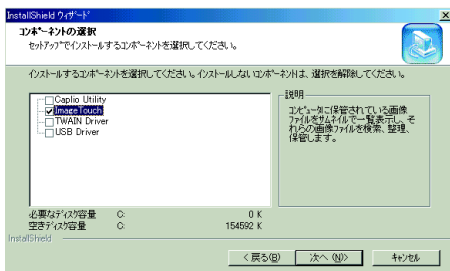 InstallShield ウィザード
コンポーネントの選択
セットアップでインストールするコンポーネントを選択してください。
インストールするコンポーネントを選択してください。インストールしないコンポーネントは、選択を解除してください。
Caplio Utility
ImageTouch
TWAIN Driver
USB Driver
説明
コンピュータに保管されている画像
ファイルをサムネイルで一覧表示し、そ
れらの画像ファイルを検索、整理、
保管します。
必要なディスク容量 C: 0 K
空きディスク容量 C: 154592 K
InstallShield
< 戻る(B) 次へ (N)> キャンセル